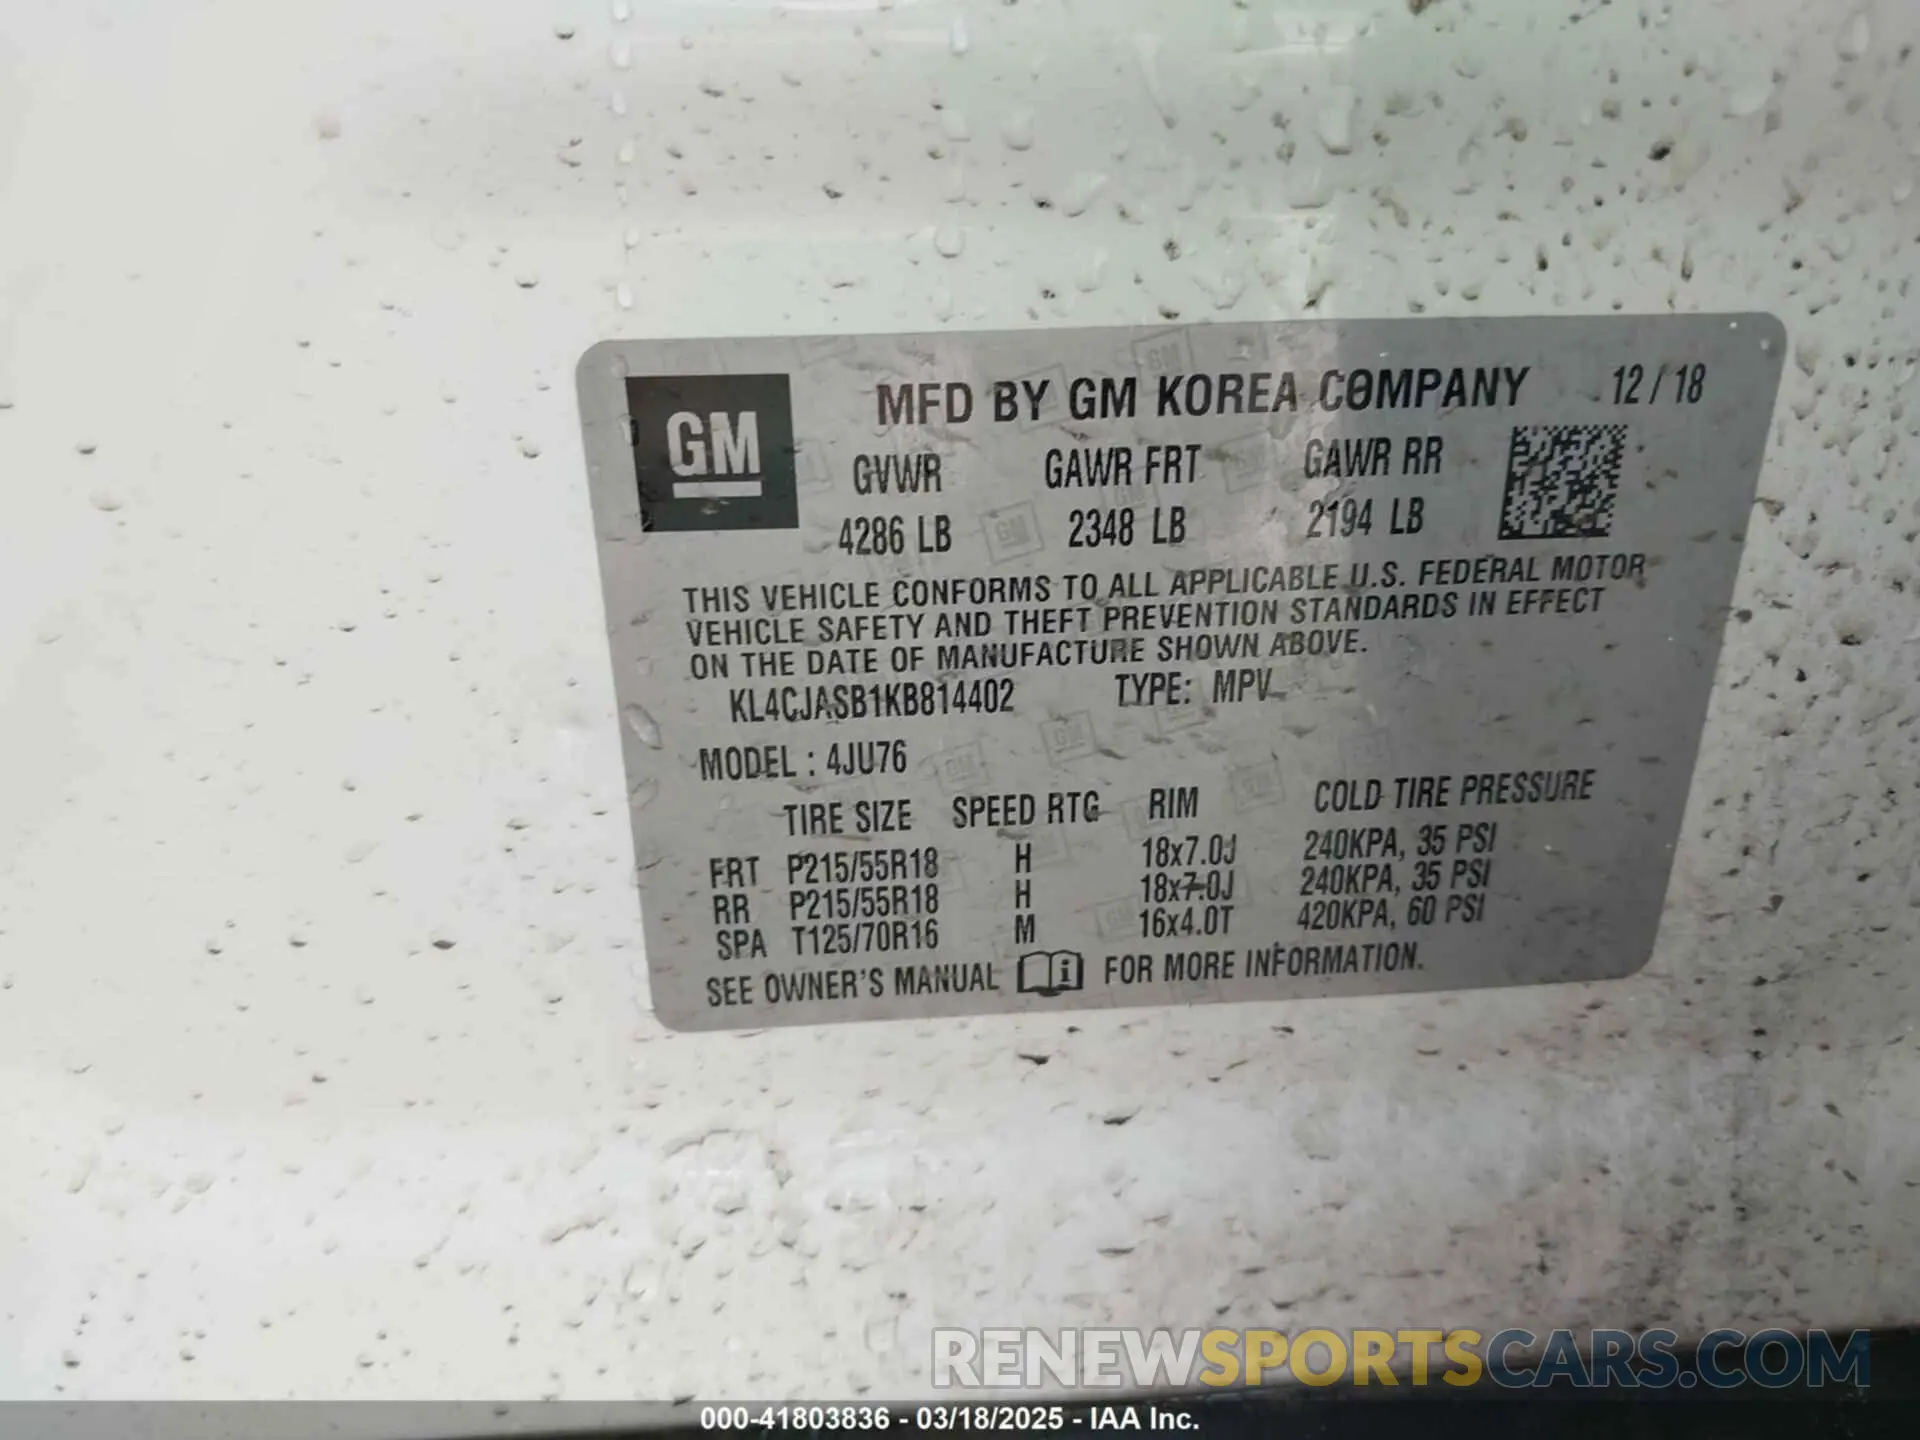 GM
MFD BY GM KOREA COMPANY 12/18
GVWR GAWR FRT GAWR RR
4286 LB 2348 LB 2194 LB
THIS VEHICLE CONFORMS TO ALL APPLICABLE U.S. FEDERAL MOTOR
VEHICLE SAFETY AND THEFT PREVENTION STANDARDS IN EFFECT
ON THE DATE OF MANUFACTURE SHOWN ABOVE.
KL4CJASB1KB814402 TYPE: MPV
MODEL : 4JU76
TIRE SIZE SPEED RTG RIM COLD TIRE PRESSURE
FRT P215/55R18 H 18x7.0J 240KPA, 35 PSI
RR P215/55R18 H 18x7.0J 240KPA, 35 PSI
SPA T125/70R16 M 16x4.0T 420KPA, 60 PSI
SEE OWNER'S MANUAL i FOR MORE INFORMATION.
RENEWSPORTSCARS.COM
000-41803836 - 03/18/2025 - IAA Inc.